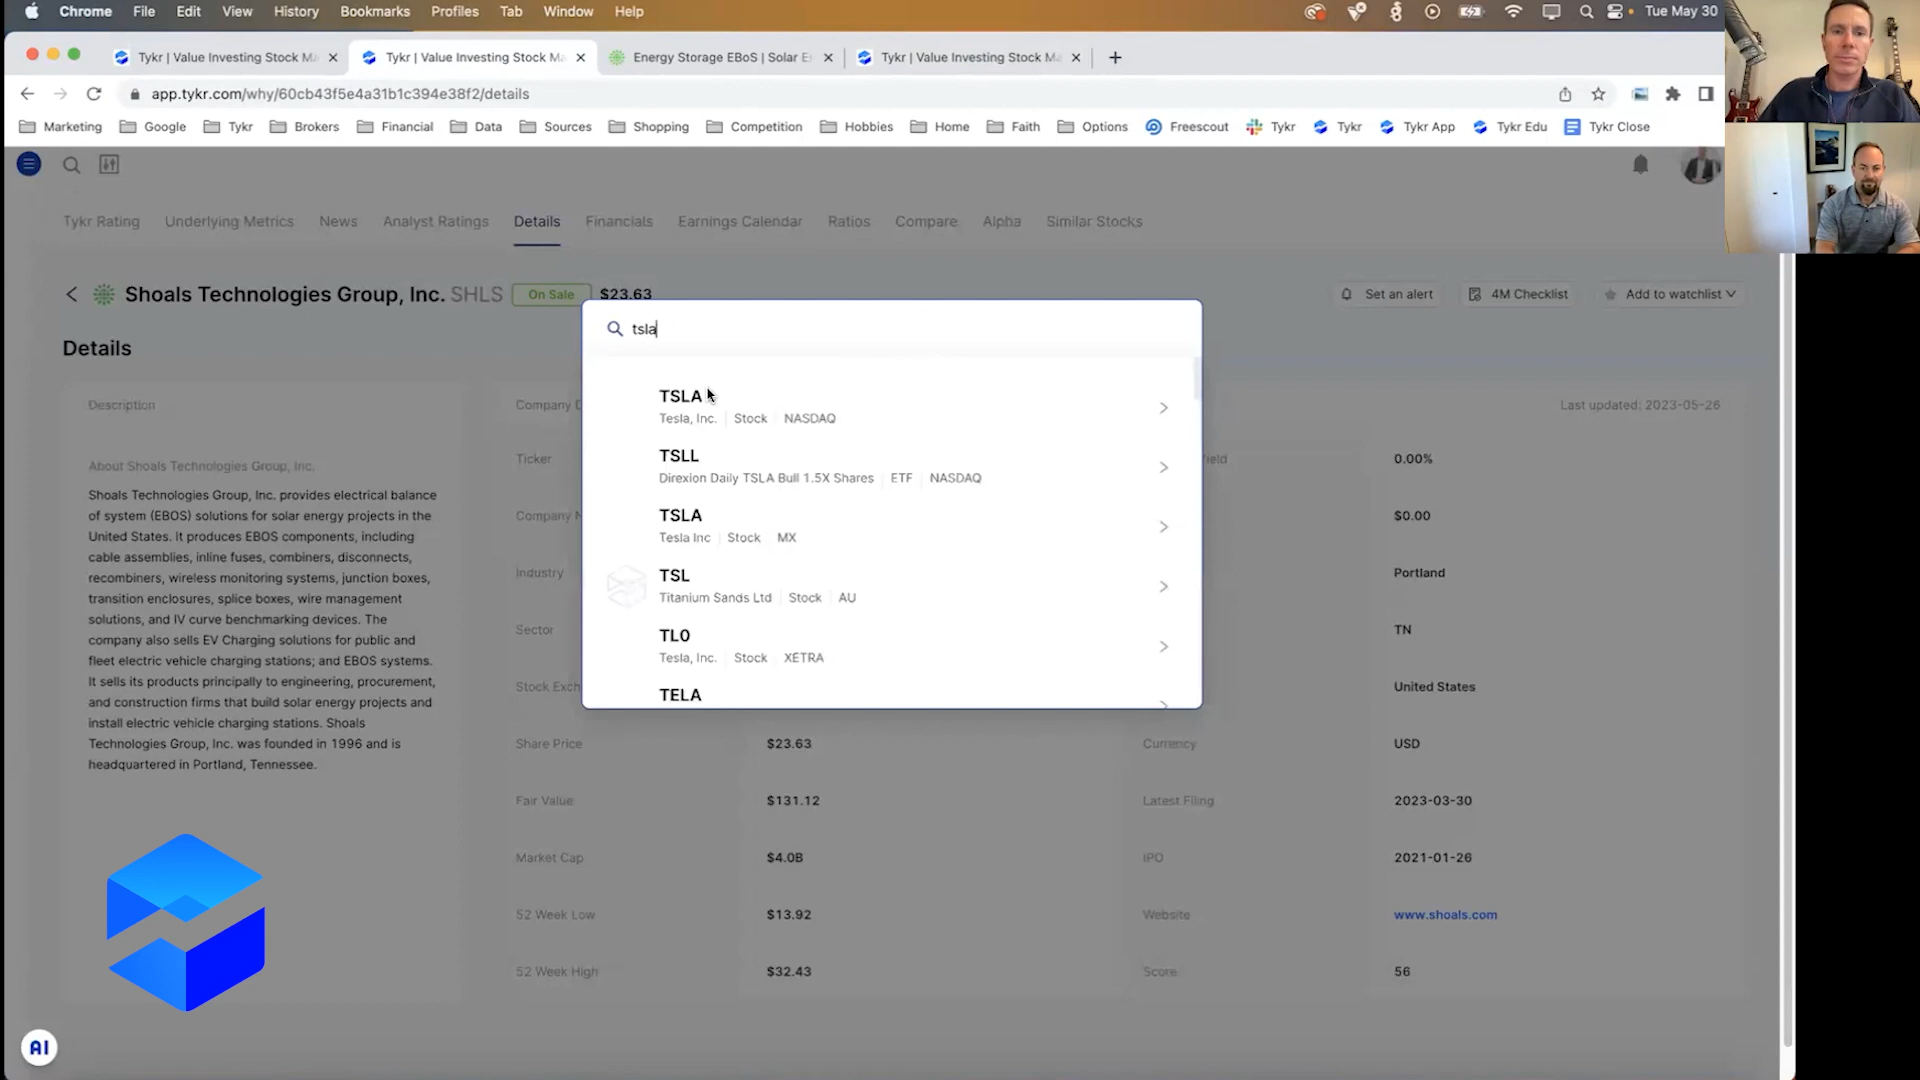 Chrome File Edit View History Bookmarks Profiles Tab Window Help Tue May 30
Tykr | Value Investing Stock Ma
Tykr | Value Investing Stock Ma
Energy Storage EBoS | Solar E
Tykr | Value Investing Stock Ma
app.tykr.com/why/60cb43f5e4a31b1c394e38f2/details
Marketing Google Tykr Brokers Financial Data Sources Shopping Competition Hobbies Home Faith Options Freescout Tykr Tykr Tykr App Tykr Edu Tykr Close
Tykr Rating Underlying Metrics News Analyst Ratings Details Financials Earnings Calendar Ratios Compare Alpha Similar Stocks
Shoals Technologies Group, Inc. SHLS On Sale $23.63 Set an alert 4M Checklist Add to watchlist
Details
tsla
TSLA
Tesla, Inc. Stock NASDAQ
TSLL
Direxion Daily TSLA Bull 1.5X Shares ETF NASDAQ
TSLA
Tesla Inc Stock MX
TSL
Titanium Sands Ltd Stock AU
TL0
Tesla, Inc. Stock XETRA
TELA
Description
About Shoals Technologies Group, Inc.
Shoals Technologies Group, Inc. provides electrical balance
of system (EBOS) solutions for solar energy projects in the
United States. It produces EBOS components, including
cable assemblies, inline fuses, combiners, disconnects,
recombiners, wireless monitoring systems, junction boxes,
transition enclosures, splice boxes, wire management
solutions, and IV curve benchmarking devices. The
company also sells EV Charging solutions for public and
fleet electric vehicle charging stations; and EBOS systems.
It sells its products principally to engineering, procurement,
and construction firms that build solar energy projects and
install electric vehicle charging stations. Shoals
Technologies Group, Inc. was founded in 1996 and is
headquartered in Portland, Tennessee.
Company D Last updated: 2023-05-26
Ticker ield 0.00%
Company N $0.00
Industry Portland
Sector TN
Stock Exch United States
Share Price $23.63 Currency USD
Fair Value $131.12 Latest Filing 2023-03-30
Market Cap $4.0B IPO 2021-01-26
52 Week Low $13.92 Website www.shoals.com
52 Week High $32.43 Score 56
AI